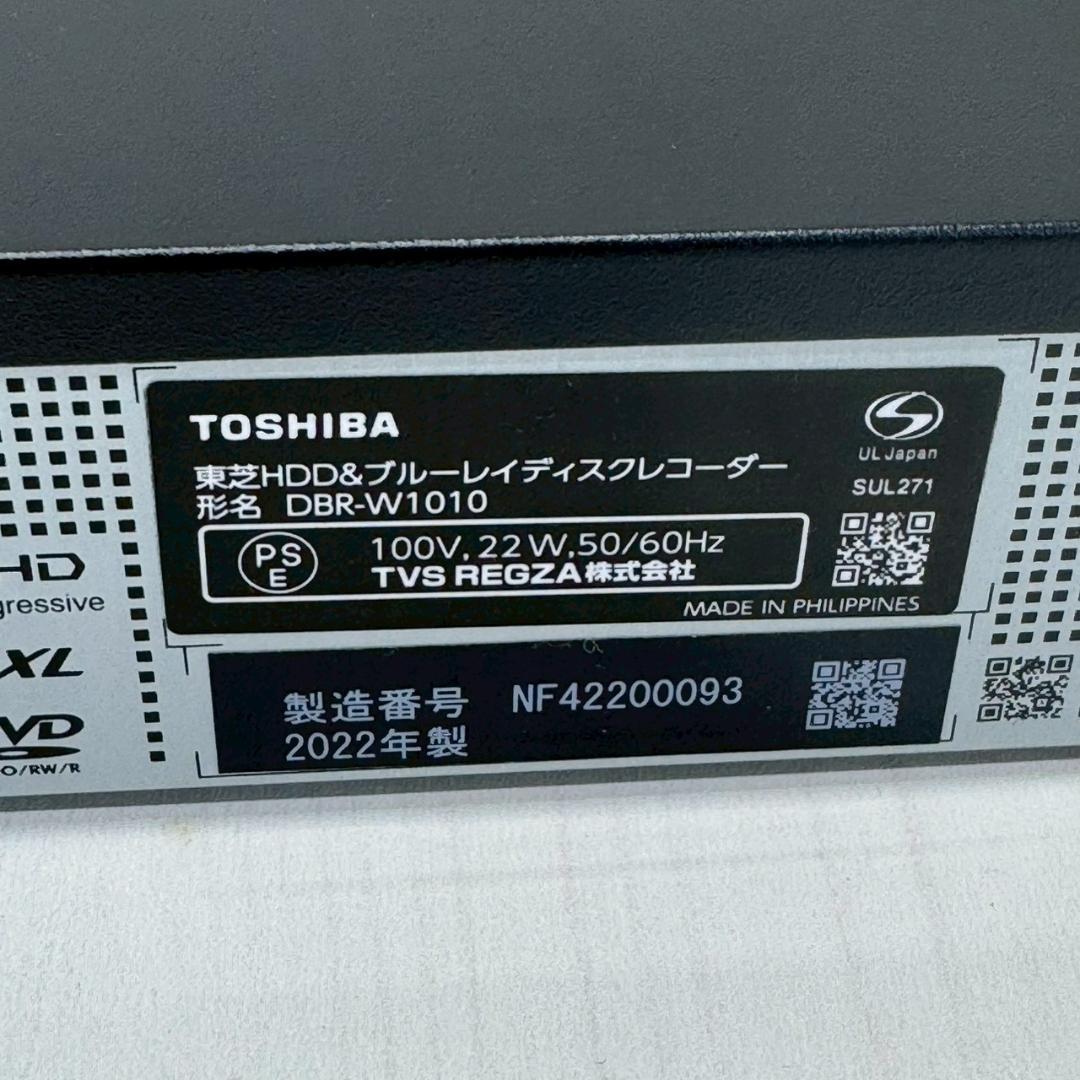 TOSHIBA
東芝HDD&ブルーレイディスクレコーダー
形名 DBR-W1010
PS
E
100V, 22W, 50/60Hz
TVS REGZA株式会社
MADE IN PHILIPPINES
S
UL Japan
SUL271
HD
gressive
XL
VD
O/RW/R
製造番号 NF42200093
2022年製